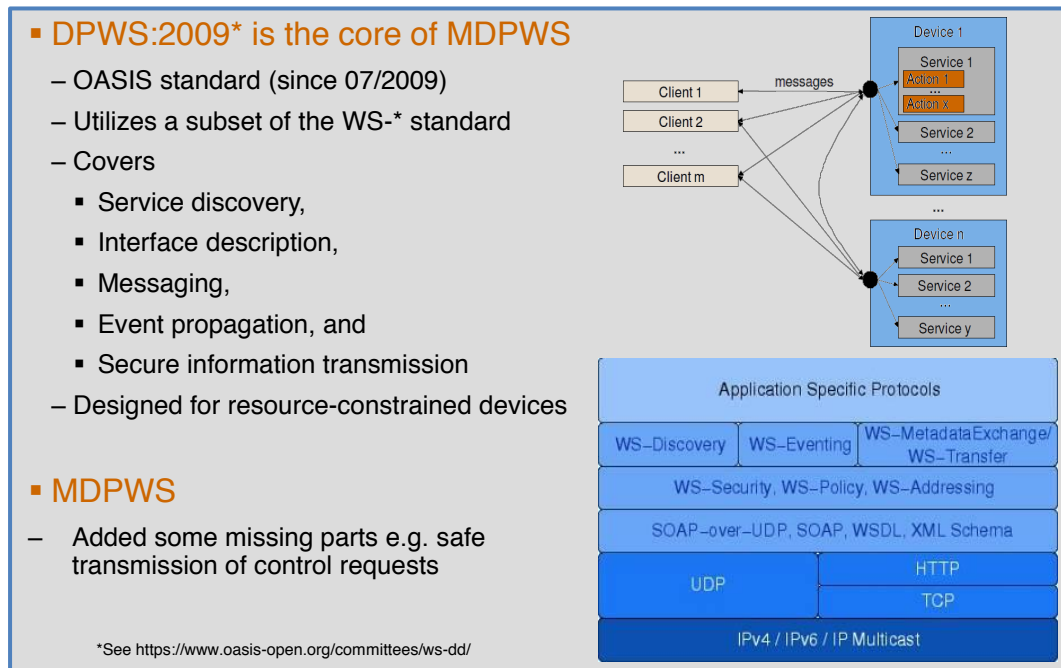 ▪ DPWS:2009* is the core of MDPWS
– OASIS standard (since 07/2009)
– Utilizes a subset of the WS-* standard
– Covers
▪ Service discovery,
▪ Interface description,
▪ Messaging,
▪ Event propagation, and
▪ Secure information transmission
– Designed for resource-constrained devices
▪ MDPWS
– Added some missing parts e.g. safe
transmission of control requests
*See https://www.oasis-open.org/committees/ws-dd/
Client 1
Client 2
...
Client m
messages
Device 1
Service 1
Action 1
...
Action x
Service 2
...
Service z
...
Device n
Service 1
Service 2
...
Service y
Application Specific Protocols
WS–Discovery
WS–Eventing
WS–MetadataExchange/
WS–Transfer
WS–Security, WS–Policy, WS–Addressing
SOAP–over–UDP, SOAP, WSDL, XML Schema
UDP
HTTP
TCP
IPv4 / IPv6 / IP Multicast